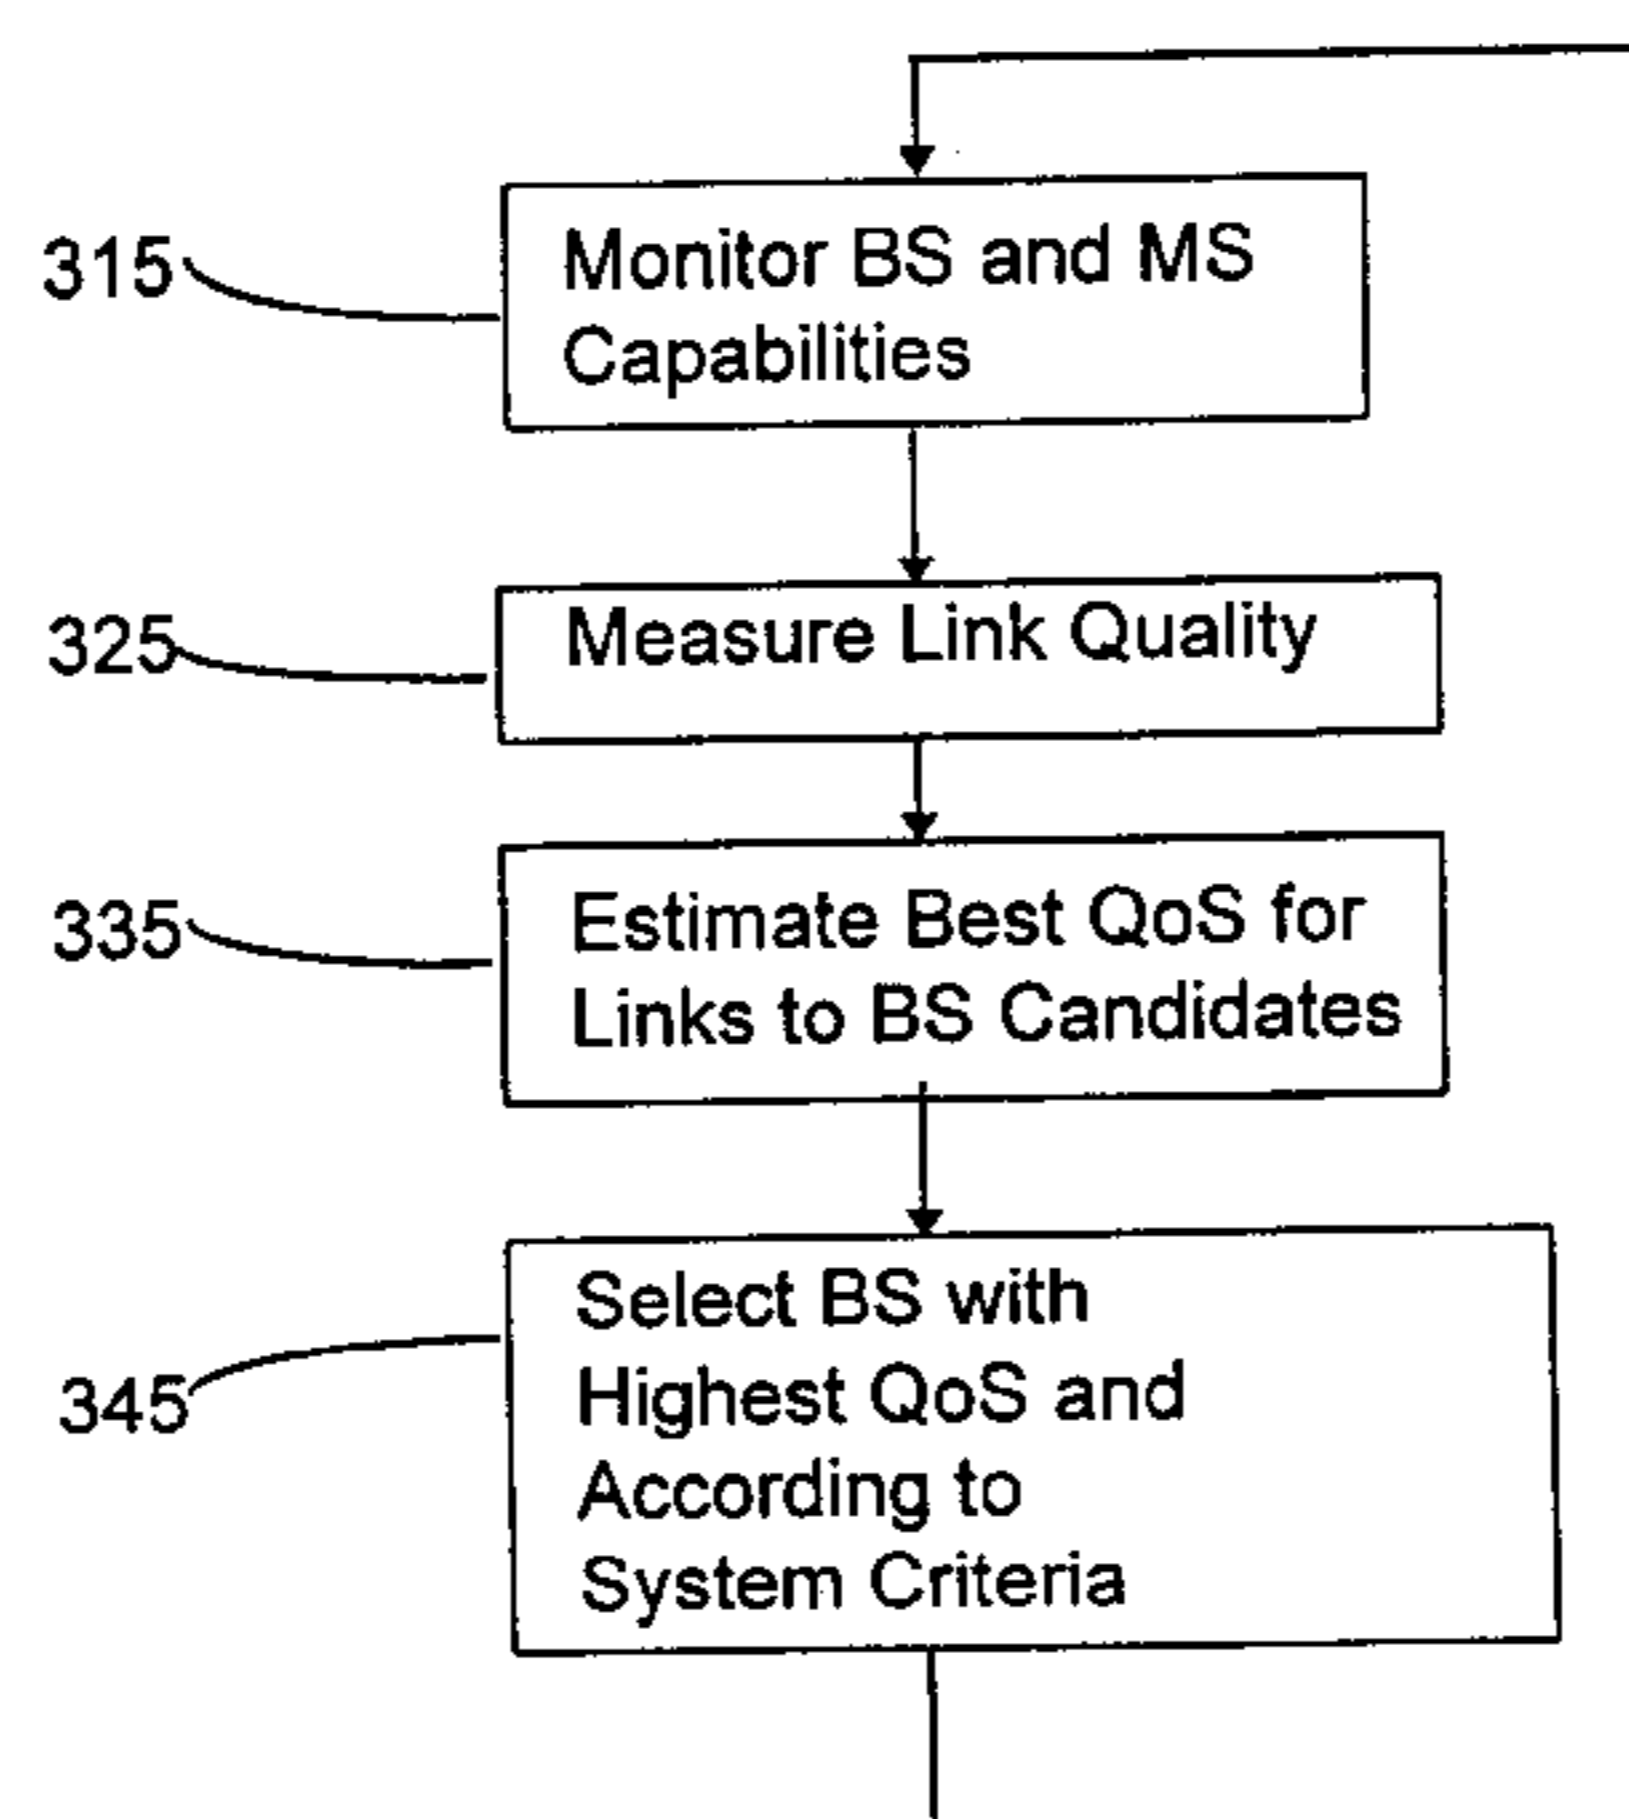 315
Monitor BS and MS
Capabilities
325
Measure Link Quality
335
Estimate Best QoS for
Links to BS Candidates
345
Select BS with
Highest QoS and
According to
System Criteria